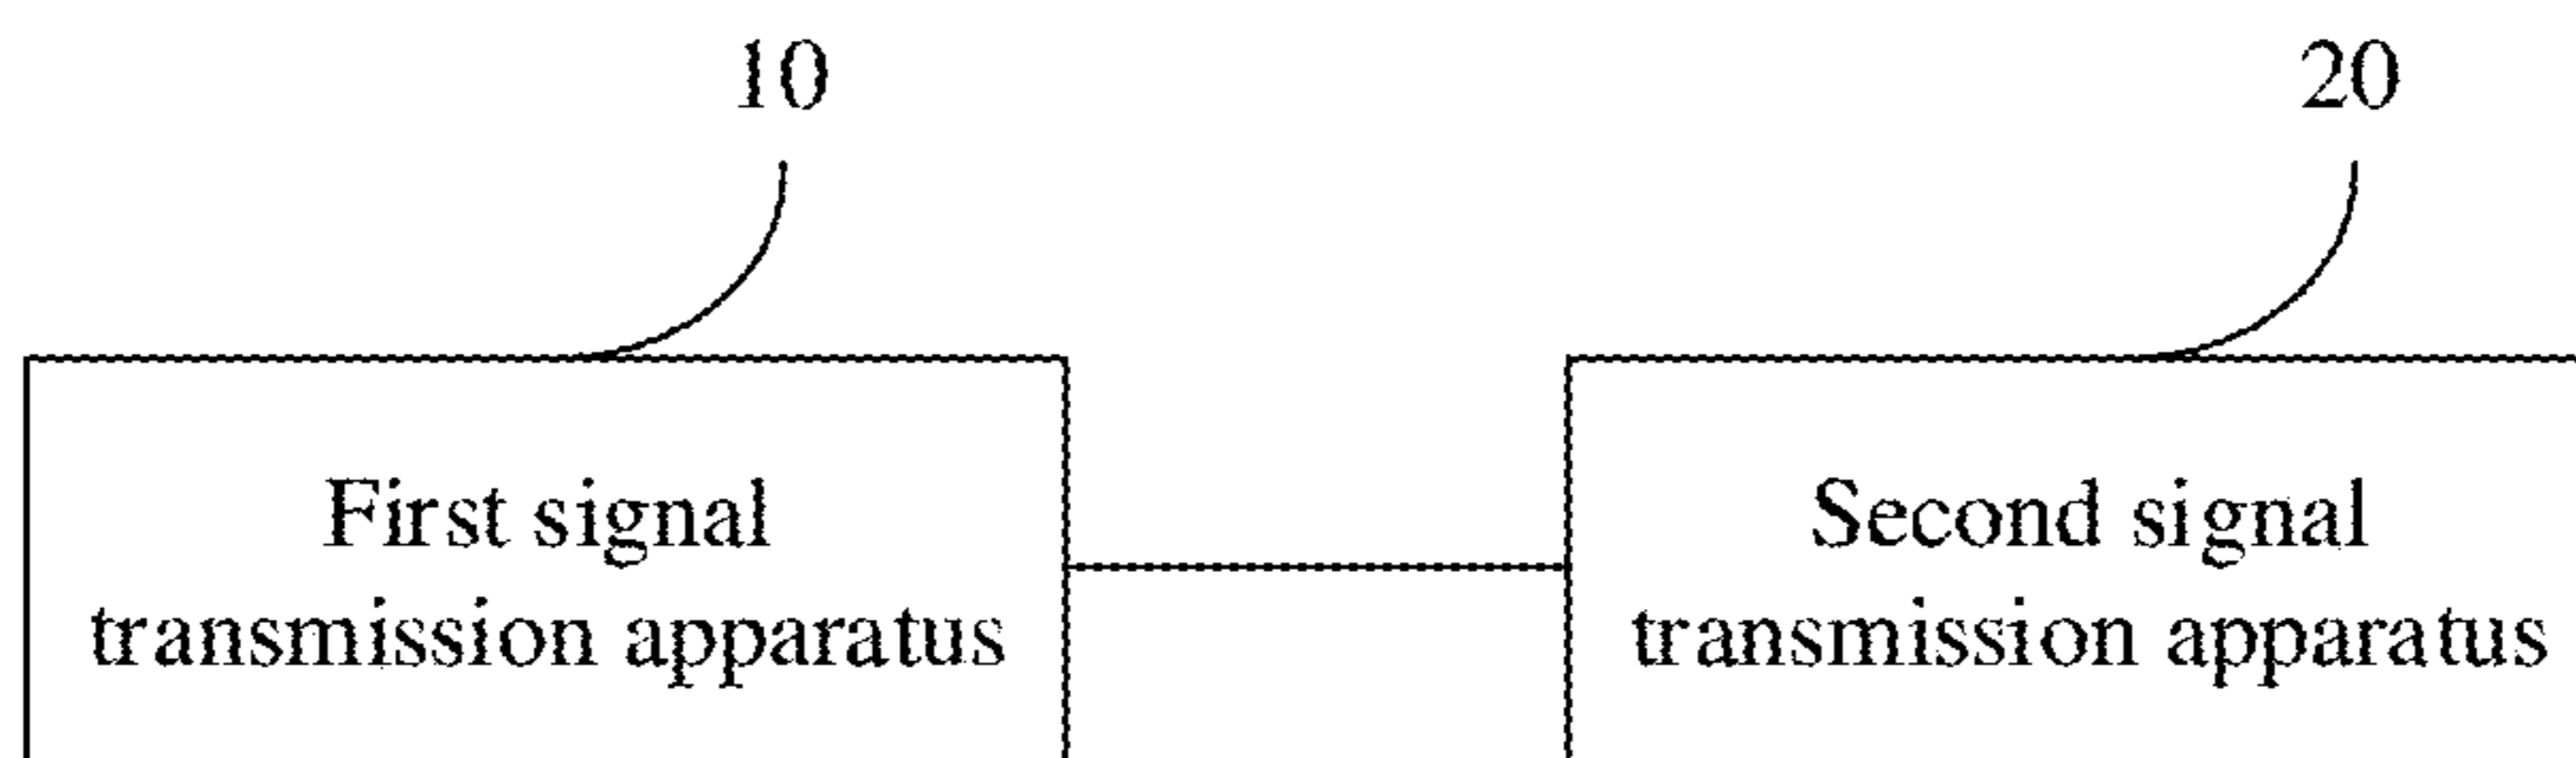 10
20
First signal
transmission apparatus
Second signal
transmission apparatus